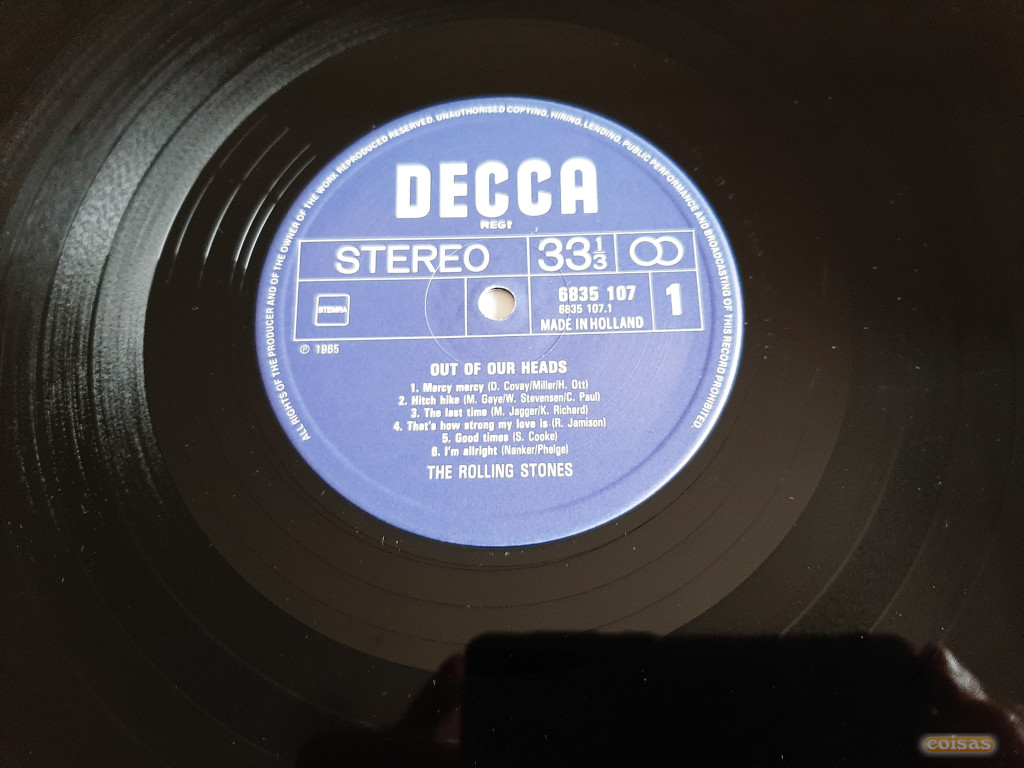 ALL RIGHTS OF THE PRODUCER AND OF THE OWNER OF THE WORK REPRODUCED RESERVED. UNAUTHORISED COPYING, HIRING, LENDING, PUBLIC PERFORMANCE AND BROADCASTING OF THIS RECORD PROHIBITED
DECCA
REGD
STEREO 33 1/3
STEMRA 6835 107 1
6835 107.1
MADE IN HOLLAND
℗ 1965
OUT OF OUR HEADS
1. Mercy mercy (D. Covay/Miller/H. Ott)
2. Hitch hike (M. Gaye/W. Stevensen/C. Paul)
3. The last time (M. Jagger/K. Richard)
4. That's how strong my love is (R. Jamison)
5. Good times (S. Cooke)
6. I'm allright (Nanker/Phelge)
THE ROLLING STONES
coisas